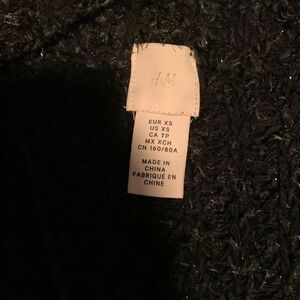 H&M
EUR XS
US XS
CA TP
MX XCH
CN 160/80A
MADE IN
CHINA
FABRIQUÉ EN
CHINE